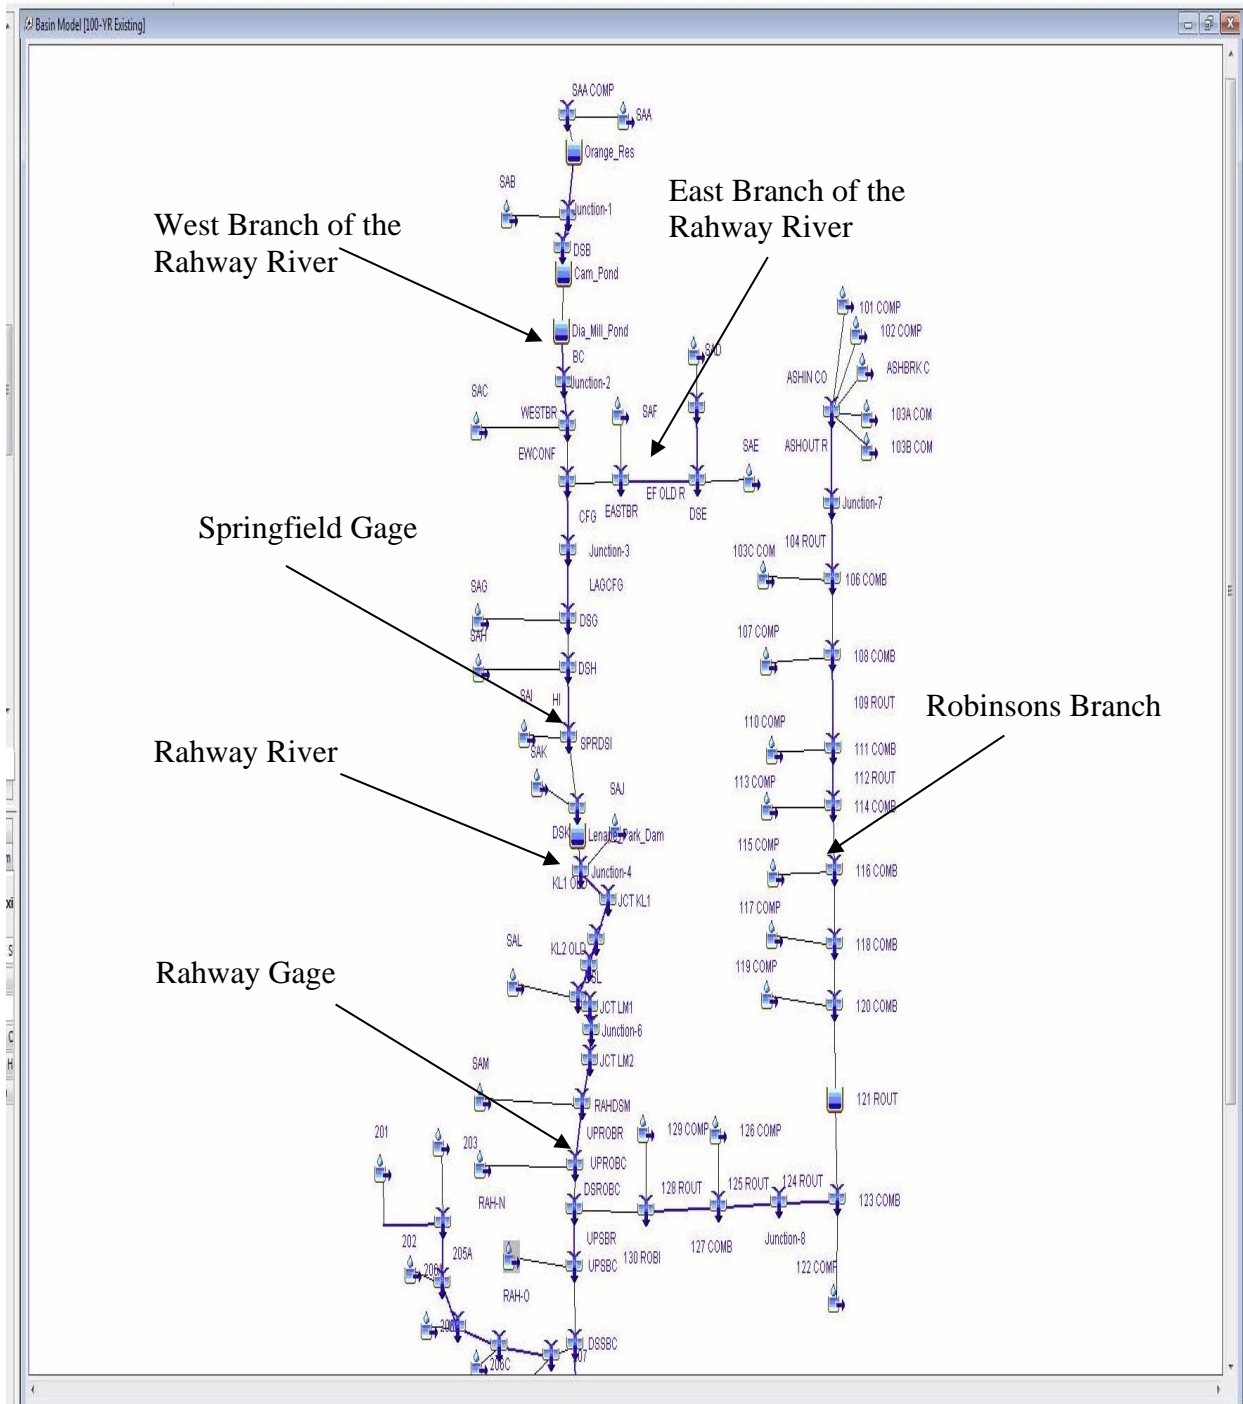 Basin Model [100-YR Existing]
SAA COMP
SAA
Orange_Res
SAB
Junction-1
East Branch of the
Rahway River
West Branch of the
Rahway River
DSB
Cam_Pond
Dia_Mill_Pond
BC
Junction-2
SAD
101 COMP
102 COMP
ASHBRK C
ASHIN CO
103A COM
103B COM
SAC
WESTBR
SAF
ASHOUT R
EWCONF
SAE
EF OLD R
EASTBR
DSE
Junction-7
CFG
Springfield Gage
Junction-3
104 ROUT
103C COM
106 COMB
LAGCFG
SAG
DSG
SAH
DSH
107 COMP
108 COMB
HI
SAI
109 ROUT
Robinsons Branch
110 COMP
SPRDSI
111 COMB
Rahway River
SAK
SAJ
112 ROUT
113 COMP
114 COMB
DSK
Lenape_Park_Dam
115 COMP
Junction-4
116 COMB
KL1 OLD
JCT KL1
117 COMP
SAL
KL2 OLD
118 COMB
Rahway Gage
119 COMP
JCT LM1
120 COMB
Junction-6
JCT LM2
SAM
RAHDSM
121 ROUT
201
UPROBR
203
UPROBC
129 COMP
126 COMP
128 ROUT
125 ROUT
124 ROUT
123 COMB
RAH-N
DSROBC
202
205A
UPSBR
UPSBC
130 ROBI
127 COMB
Junction-8
122 COMP
RAH-O
DSSBC
206C